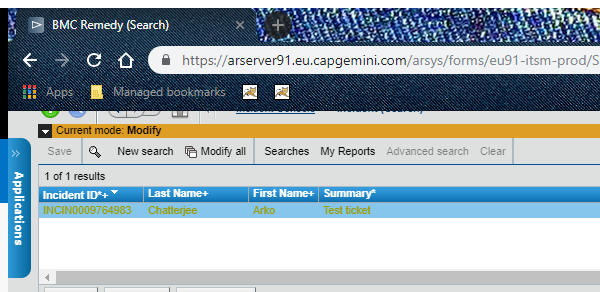 BMC Remedy (Search)
https://arserver91.eu.capgemini.com/arsys/forms/eu91-itsm-prod/S
Apps Managed bookmarks
Current mode: Modify
Save New search Modify all Searches My Reports Advanced search Clear
1 of 1 results
Incident ID*+ Last Name+ First Name+ Summary*
INCIN0009764983 Chatterjee Arko Test ticket
Applications